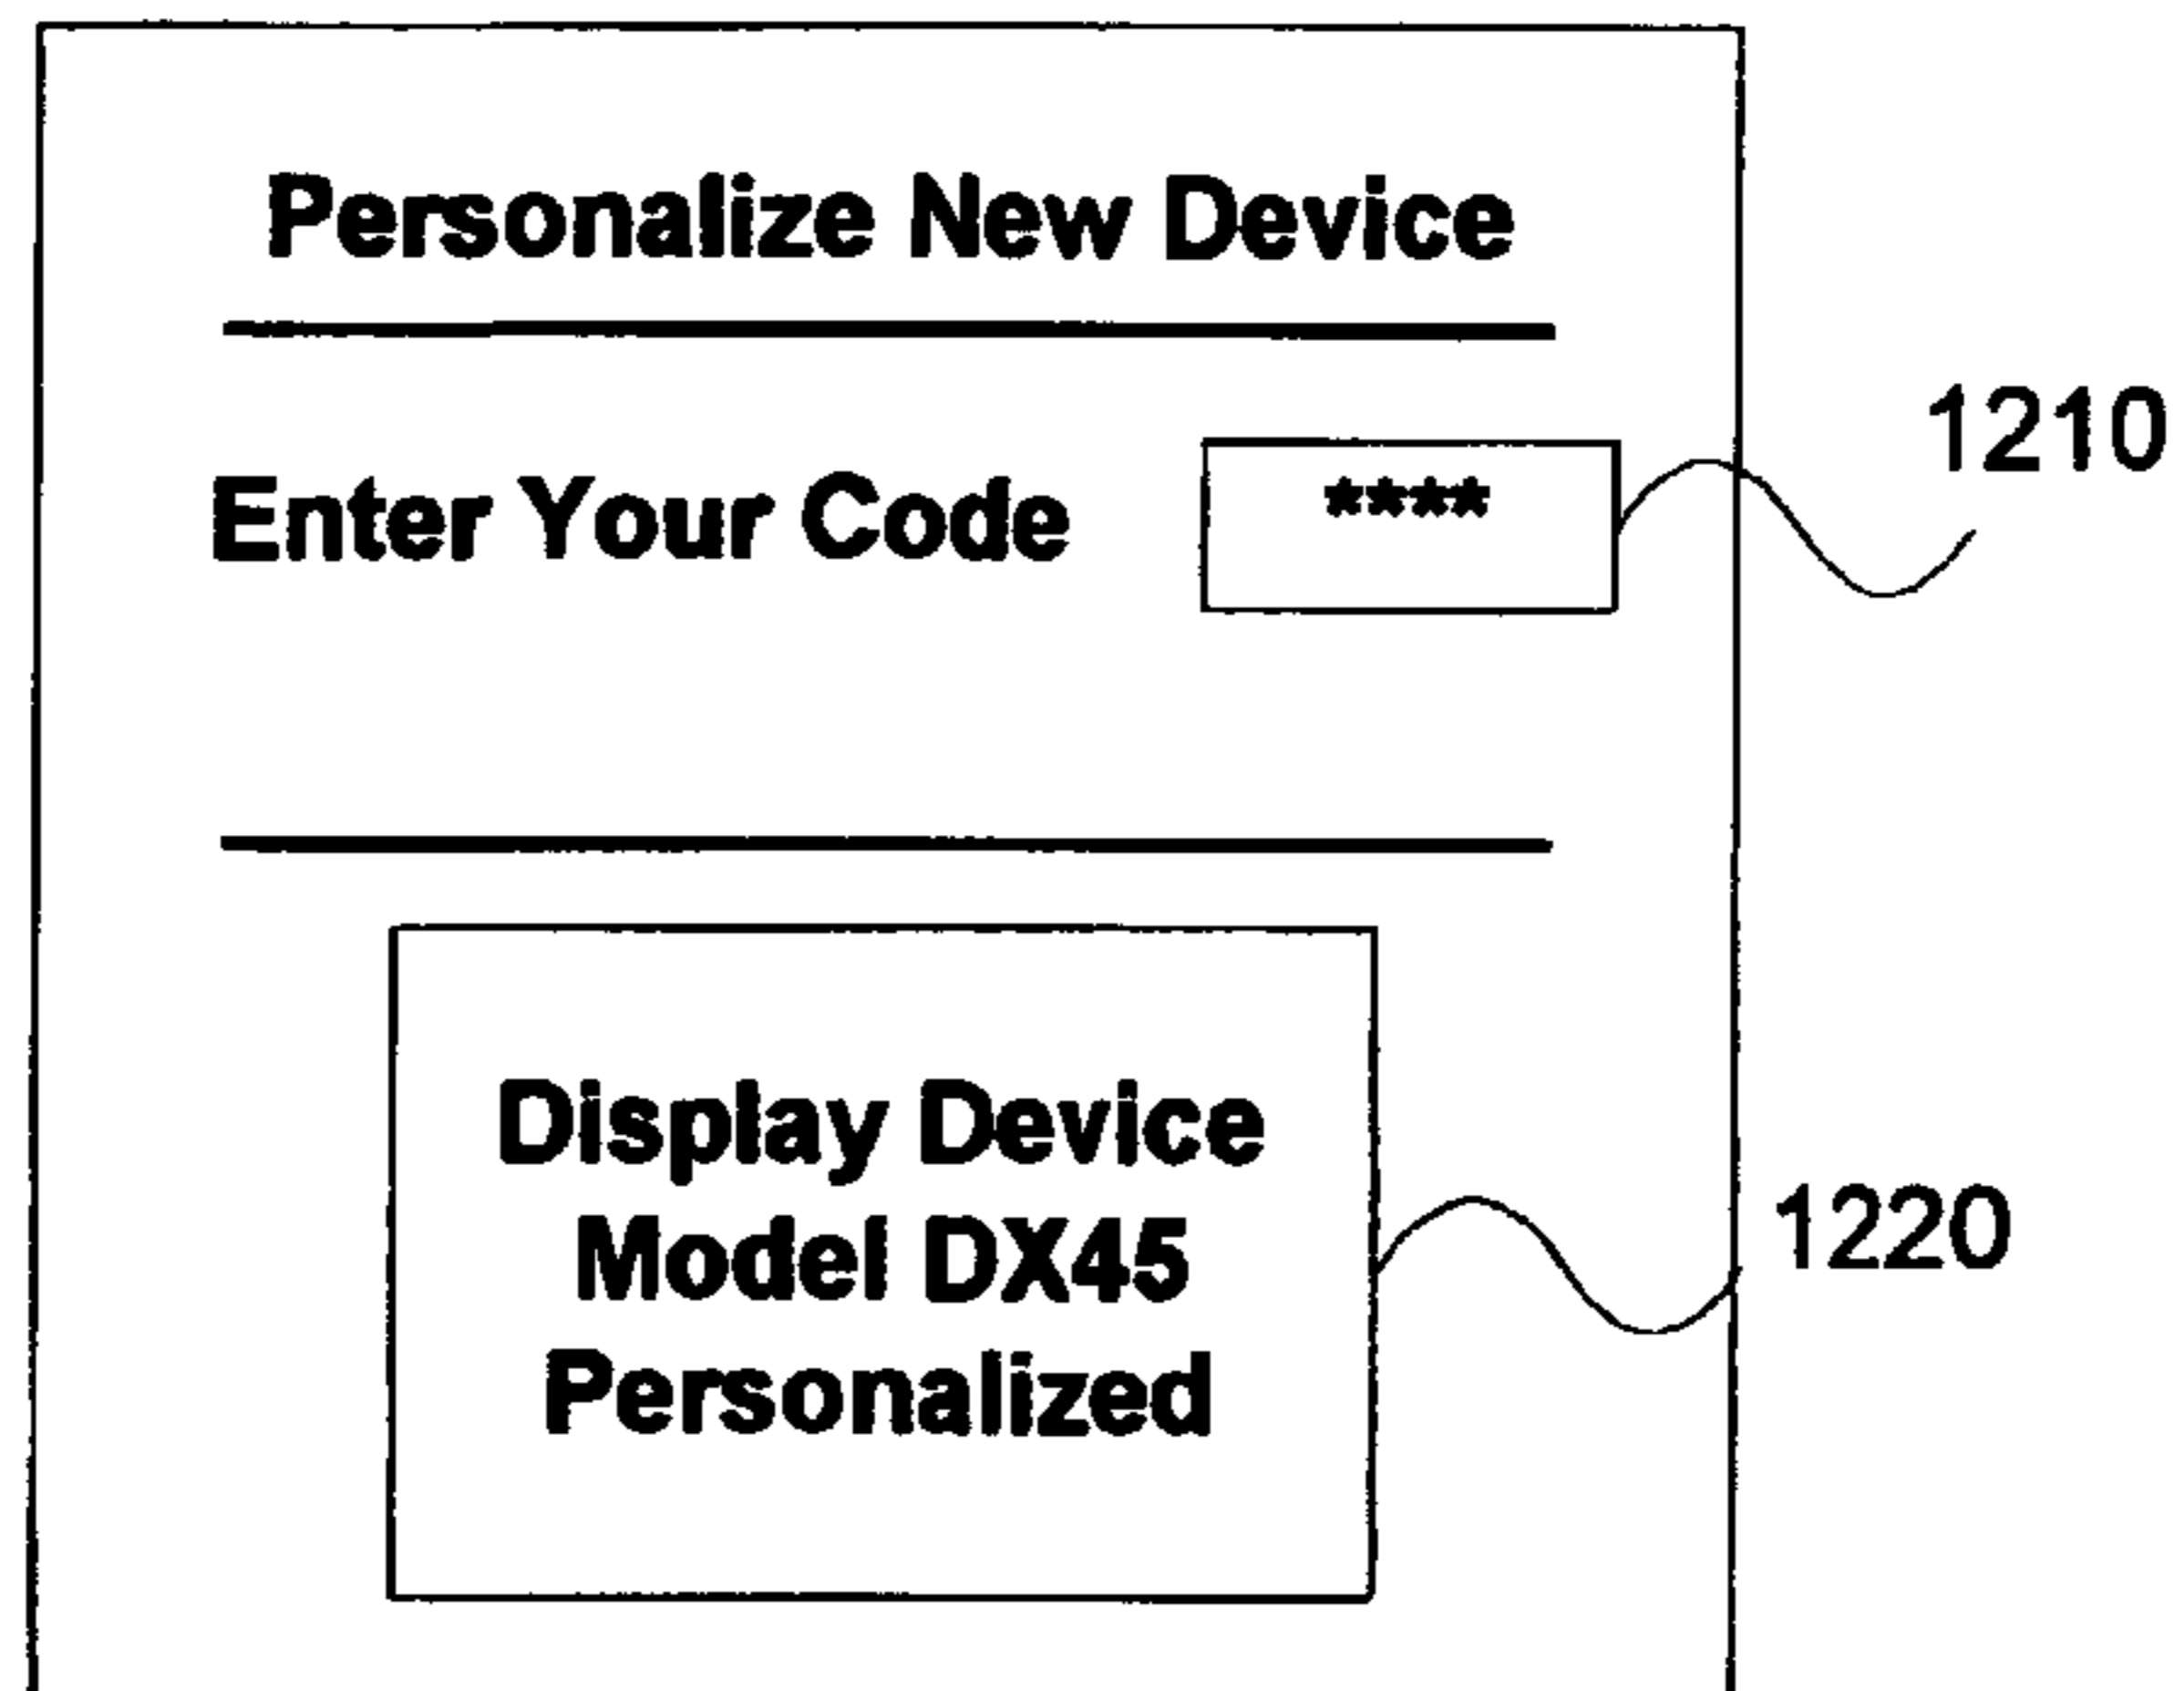 Personalize New Device
1210
Enter Your Code ****
Display Device
1220
Model DX45
Personalized